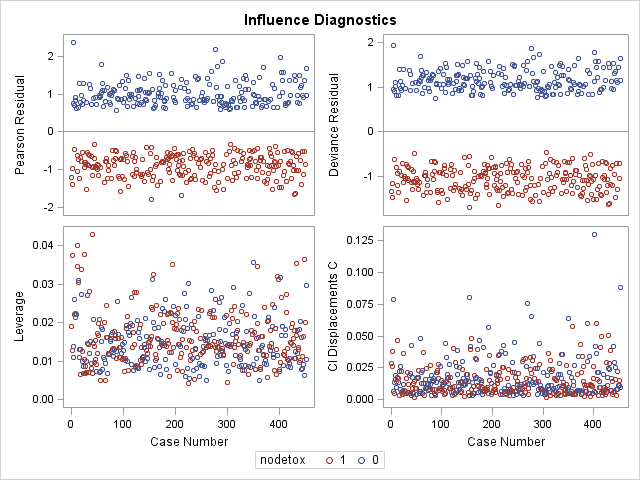 Influence Diagnostics
Pearson Residual
2
1
0
-1
-2
Deviance Residual
2
1
0
-1
Leverage
0.04
0.03
0.02
0.01
0.00
0 100 200 300 400
Case Number
CI Displacements C
0.125
0.100
0.075
0.050
0.025
0.000
0 100 200 300 400
Case Number
nodetox 1 0